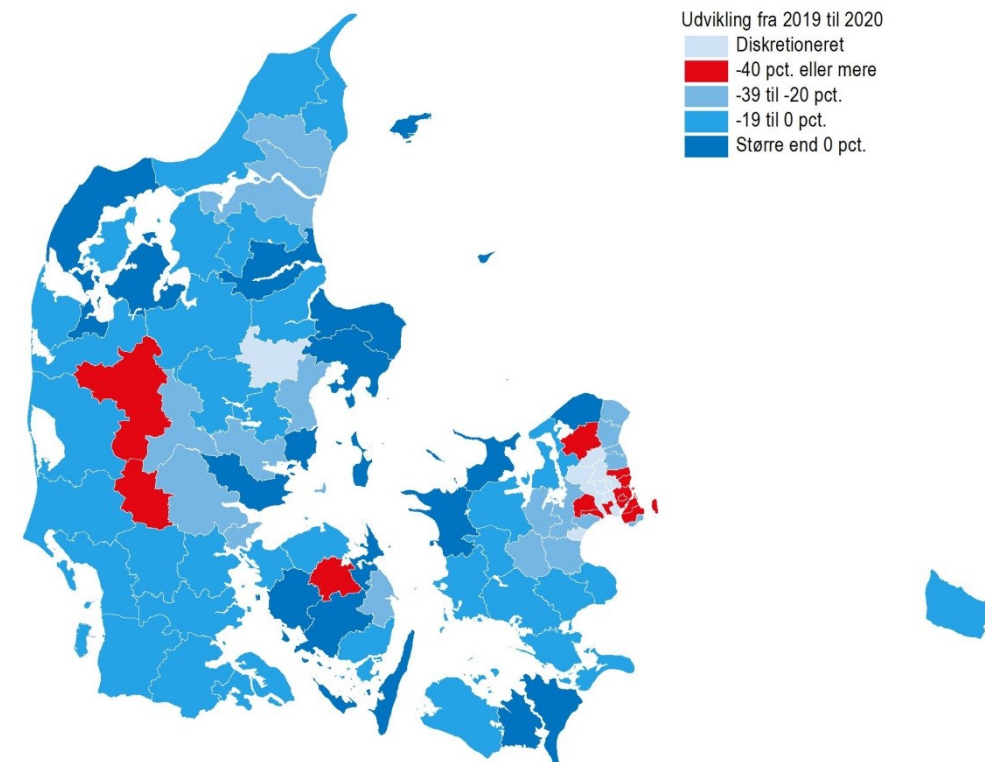 Udvikling fra 2019 til 2020
Diskretioneret
-40 pct. eller mere
-39 til -20 pct.
-19 til 0 pct.
Større end 0 pct.